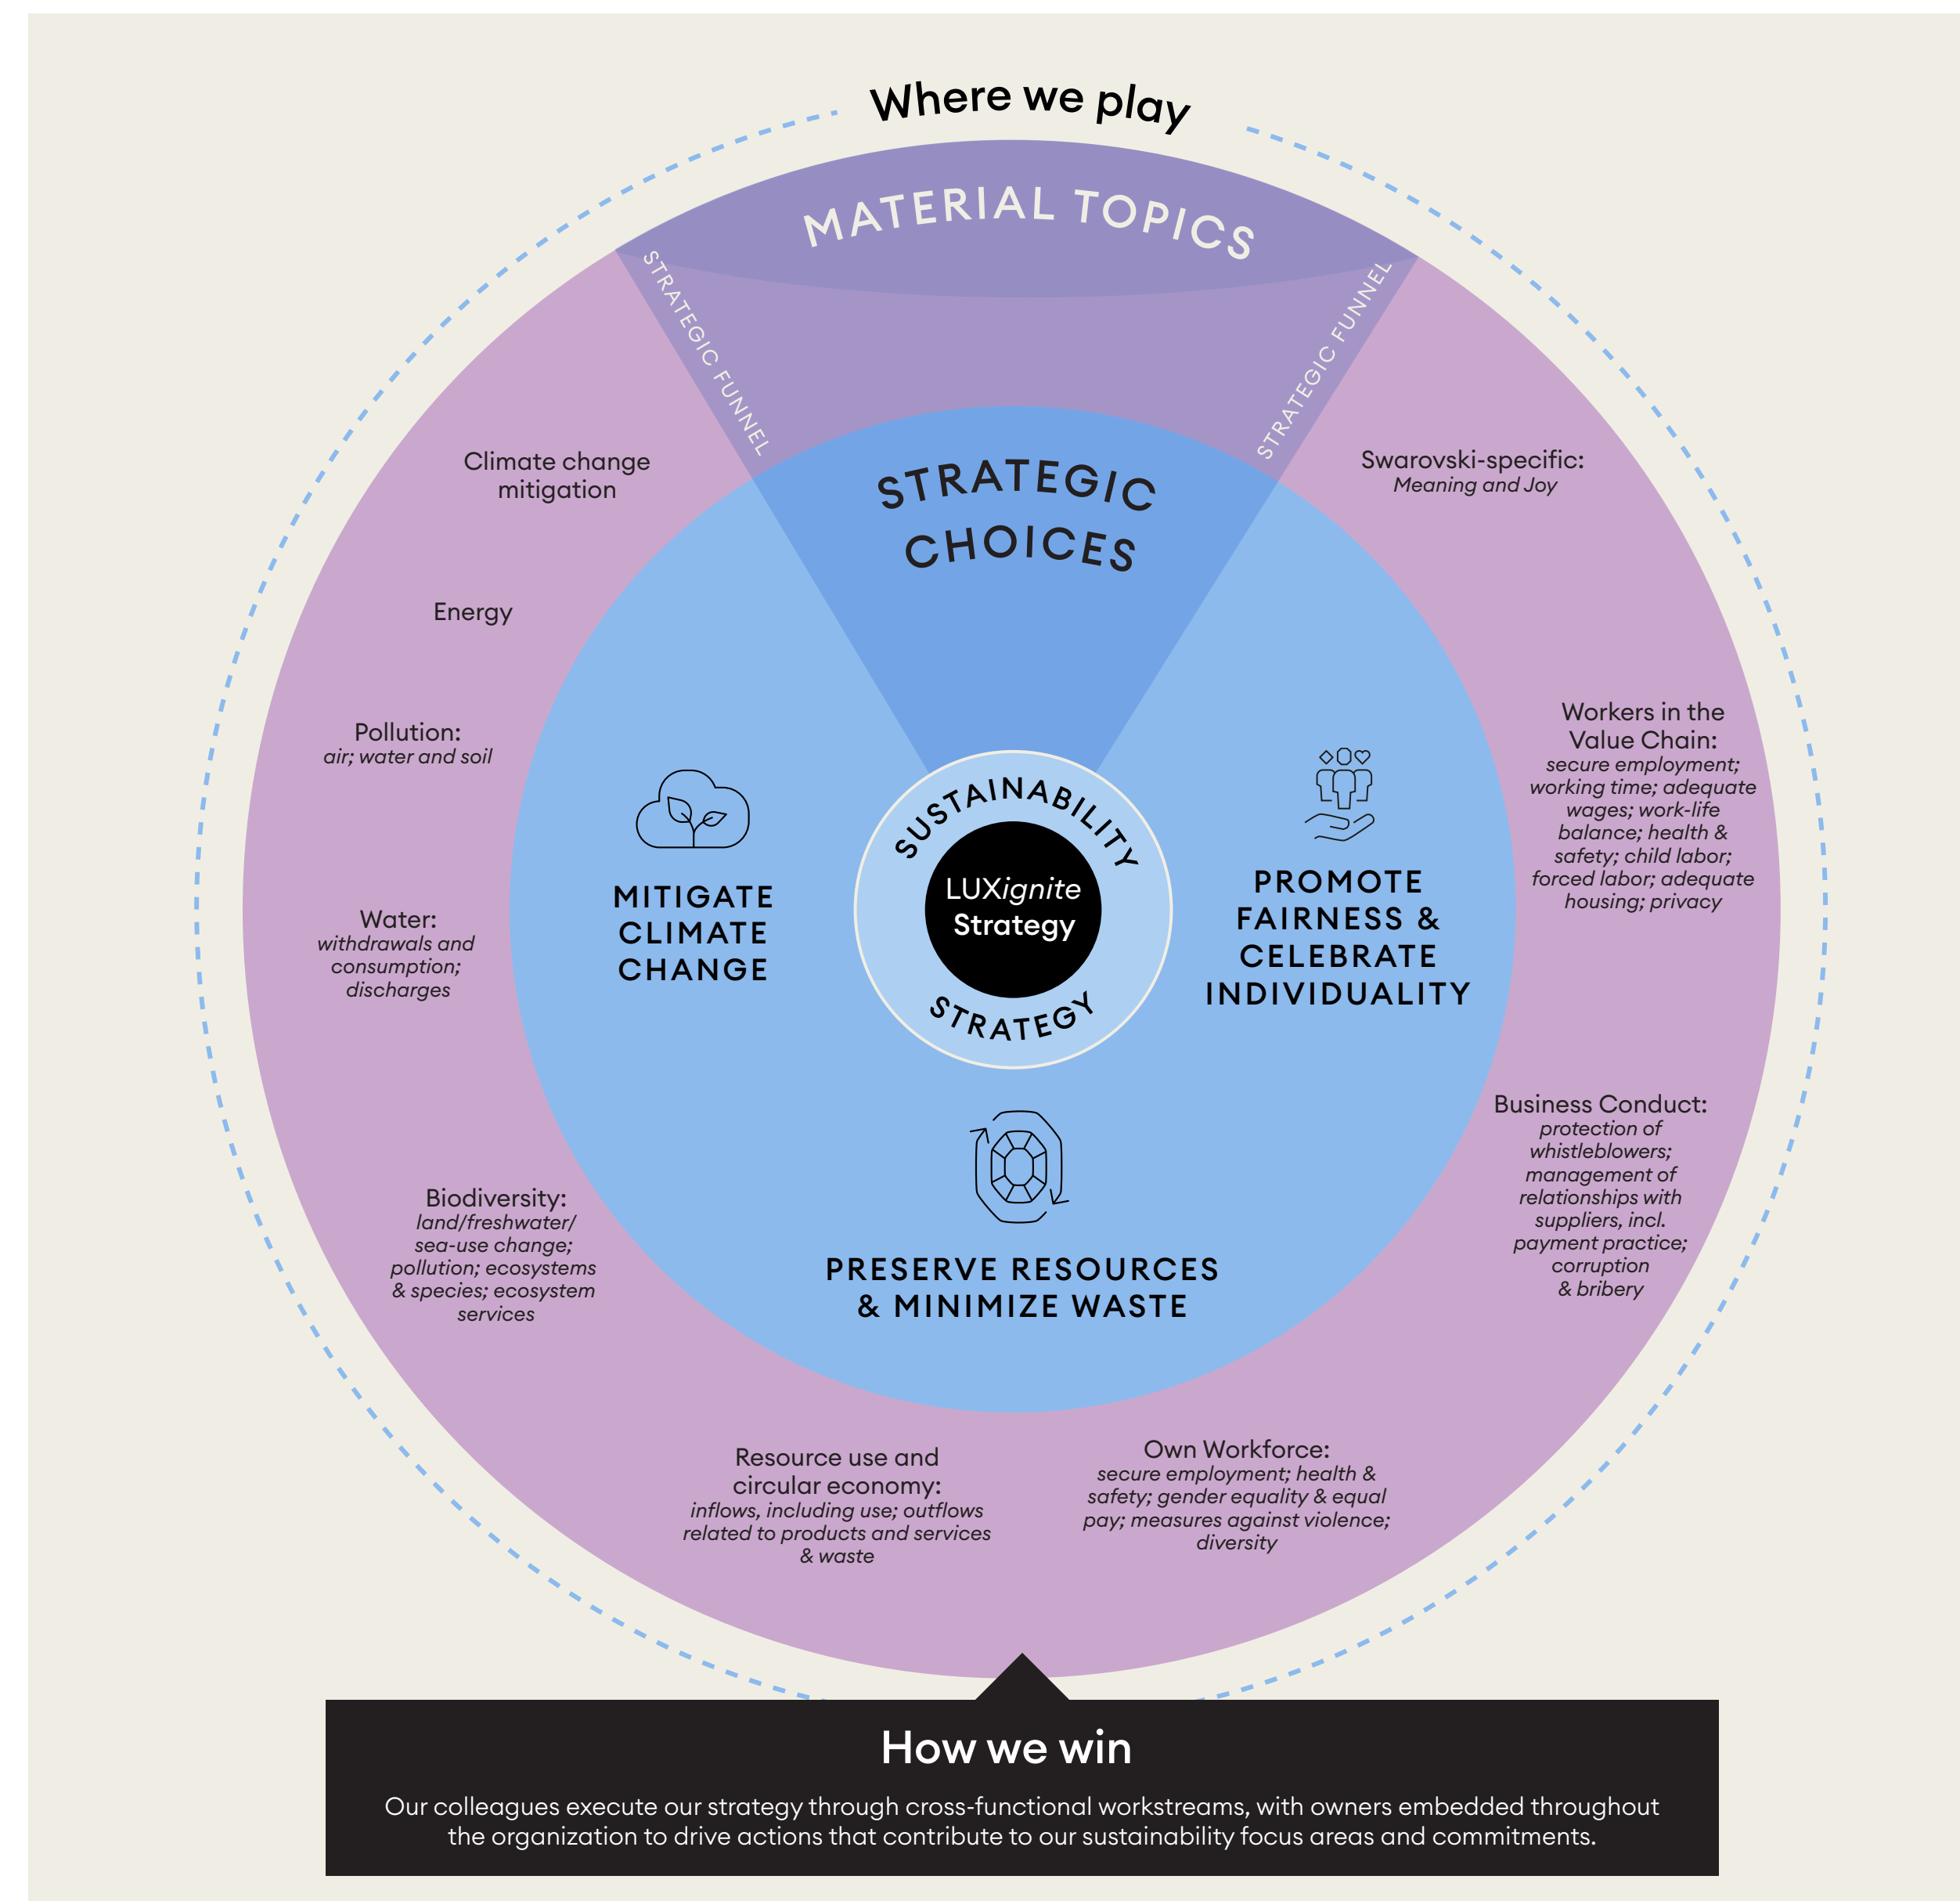 Where we play
MATERIAL TOPICS
STRATEGIC FUNNEL
STRATEGIC FUNNEL
STRATEGIC
CHOICES
Climate change
mitigation
Energy
Pollution:
air; water and soil
Water:
withdrawals and
consumption;
discharges
Biodiversity:
land/freshwater/
sea-use change;
pollution; ecosystems
& species; ecosystem
services
Resource use and
circular economy:
inflows, including use; outflows
related to products and services
& waste
Own Workforce:
secure employment; health &
safety; gender equality & equal
pay; measures against violence;
diversity
Business Conduct:
protection of
whistleblowers;
management of
relationships with
suppliers, incl.
payment practice;
corruption
& bribery
Workers in the
Value Chain:
secure employment;
working time; adequate
wages; work-life
balance; health &
safety; child labor;
forced labor; adequate
housing; privacy
Swarovski-specific:
Meaning and Joy
MITIGATE
CLIMATE
CHANGE
SUSTAINABILITY
LUXignite
Strategy
STRATEGY
PROMOTE
FAIRNESS &
CELEBRATE
INDIVIDUALITY
PRESERVE RESOURCES
& MINIMIZE WASTE
How we win
Our colleagues execute our strategy through cross-functional workstreams, with owners embedded throughout
the organization to drive actions that contribute to our sustainability focus areas and commitments.